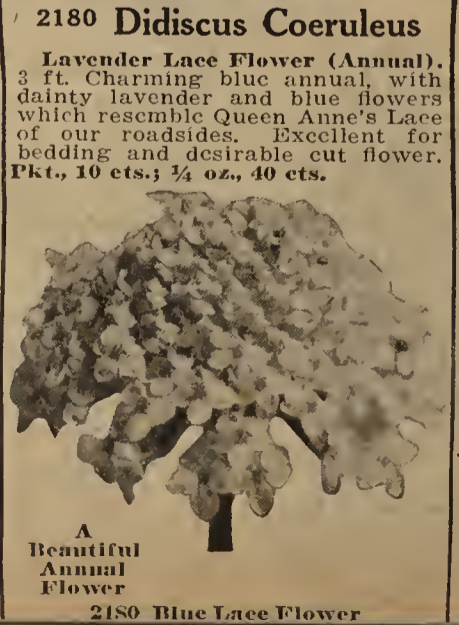 2180 Didiscus Coeruleus
Lavender Lace Flower (Annual).
3 ft. Charming blue annual, with
dainty lavender and blue flowers
which resemble Queen Anne's Lace
of our roadsides. Excellent for
bedding and desirable cut flower.
Pkt., 10 cts.; ¼ oz., 40 cts.
A
Beautiful
Annual
Flower
2180 Blue Lace Flower